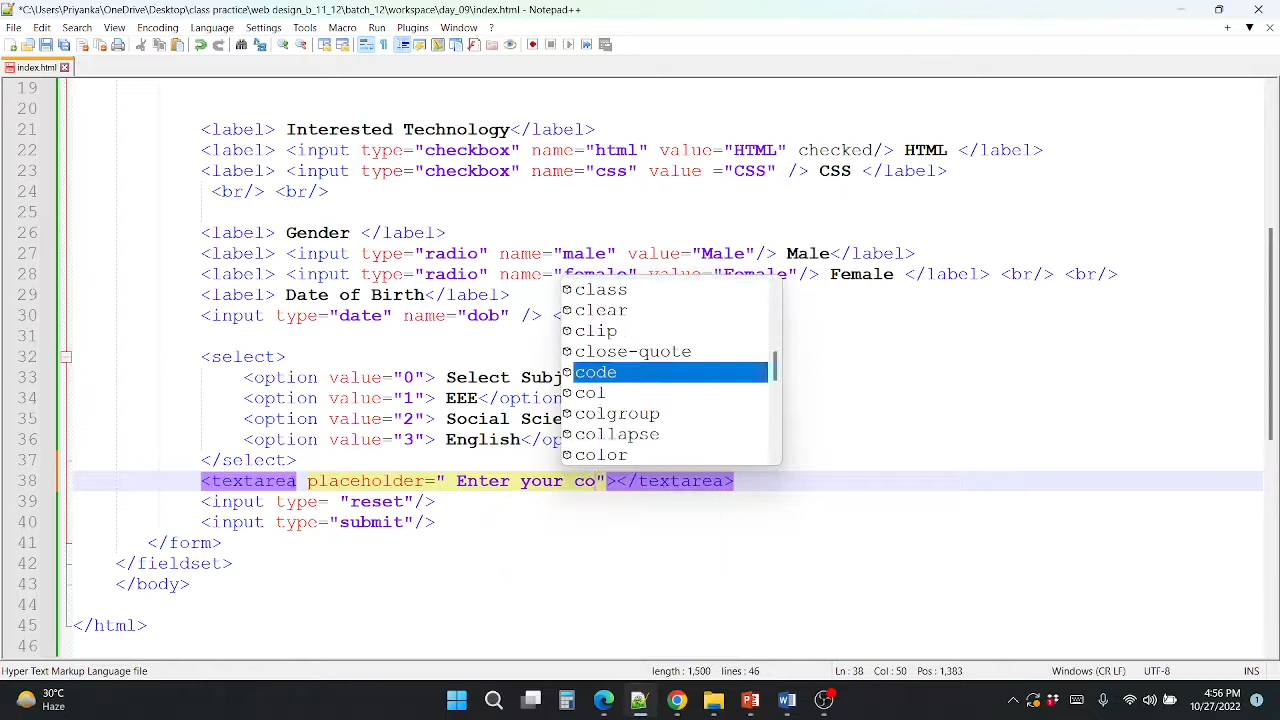 *C:\Users\Priyanka\OneDrive\Desktop\class practice\web design_b_11_12\batch_12\workspace\day_09\index.html - Notepad++
File Edit Search View Encoding Language Settings Tools Macro Run Plugins Window ?
index.html
19
20
21 <label> Interested Technology</label>
22 <label> <input type="checkbox" name="html" value="HTML" checked/> HTML </label>
23 <label> <input type="checkbox" name="css" value ="CSS" /> CSS </label>
24 <br/> <br/>
25
26 <label> Gender </label>
27 <label> <input type="radio" name="male" value="Male"/> Male</label>
28 <label> <input type="radio" name="female" value="Female"/> Female </label> <br/> <br/>
29 <label> Date of Birth</label>
30 <input type="date" name="dob" /> <
31
32 <select>
33 <option value="0"> Select Subj
34 <option value="1"> EEE</option
35 <option value="2"> Social Scie
36 <option value="3"> English</op
37 </select>
38 <textarea placeholder=" Enter your co"></textarea>
39 <input type= "reset"/>
40 <input type="submit"/>
41 </form>
42 </fieldset>
43 </body>
44
45 </html>
46
class
clear
clip
close-quote
code
col
colgroup
collapse
color
Hyper Text Markup Language file length : 1,500 lines : 46 Ln : 38 Col : 50 Pos : 1,383 Windows (CR LF) UTF-8 INS
30°C
Haze
4:56 PM
10/27/2022